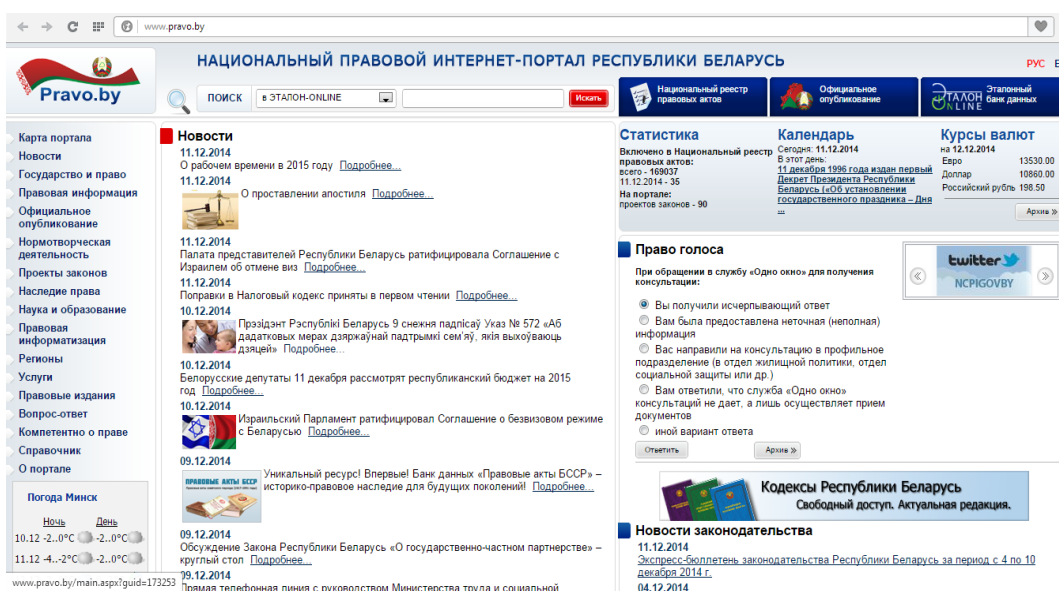 www.pravo.by
НАЦИОНАЛЬНЫЙ ПРАВОВОЙ ИНТЕРНЕТ-ПОРТАЛ РЕСПУБЛИКИ БЕЛАРУСЬ
РУС
Pravo.by
ПОИСК
в ЭТАЛОН-ONLINE
Искать
Национальный реестр
правовых актов
Официальное
опубликование
ЭТАЛОН
ONLINE
Эталонный
банк данных
Карта портала
Новости
Государство и право
Правовая информация
Официальное
опубликование
Нормотворческая
деятельность
Проекты законов
Наследие права
Наука и образование
Правовая
информатизация
Регионы
Услуги
Правовые издания
Вопрос-ответ
Компетентно о праве
Справочник
О портале
Погода Минск
Ночь День
10.12 -2..0°C -2..0°C
11.12 -4..-2°C -2..0°C
www.pravo.by/main.aspx?guid=173253
Новости
11.12.2014
О рабочем времени в 2015 году Подробнее...
11.12.2014
О проставлении апостиля Подробнее...
11.12.2014
Палата представителей Республики Беларусь ратифицировала Соглашение с
Израилем об отмене виз Подробнее...
11.12.2014
Поправки в Налоговый кодекс приняты в первом чтении Подробнее...
10.12.2014
Прэзідэнт Рэспублікі Беларусь 9 снежня падпісаў Указ № 572 «Аб
дадатковых мерах дзяржаўнай падтрымкі сем'яў, якія выхоўваюць
дзяцей» Подробнее...
10.12.2014
Белорусские депутаты 11 декабря рассмотрят республиканский бюджет на 2015
год Подробнее...
10.12.2014
Израильский Парламент ратифицировал Соглашение о безвизовом режиме
с Беларусью Подробнее...
09.12.2014
ПРАВОВЫЕ АКТЫ БССР
Уникальный ресурс! Впервые! Банк данных «Правовые акты БССР» –
историко-правовое наследие для будущих поколений! Подробнее...
09.12.2014
Обсуждение Закона Республики Беларусь «О государственно-частном партнерстве» –
круглый стол Подробнее...
09.12.2014
Прямая телефонная линия с руководством Министерства труда и социальной
Статистика
Включено в Национальный реестр
правовых актов:
всего - 169037
11.12.2014 - 35
На портале:
проектов законов - 90
Календарь
Сегодня: 11.12.2014
В этот день:
11 декабря 1996 года издан первый
Декрет Президента Республики
Беларусь («Об установлении
государственного праздника – Дня
...
Курсы валют
на 12.12.2014
Евро 13530.00
Доллар 10860.00
Российский рубль 198.50
Архив »
Право голоса
При обращении в службу «Одно окно» для получения
консультации:
Вы получили исчерпывающий ответ
Вам была предоставлена неточная (неполная)
информация
Вас направили на консультацию в профильное
подразделение (в отдел жилищной политики, отдел
социальной защиты или др.)
Вам ответили, что служба «Одно окно»
консультаций не дает, а лишь осуществляет прием
документов
иной вариант ответа
Ответить
Архив »
twitter
NCPIGOVBY
Кодексы Республики Беларусь
Свободный доступ. Актуальная редакция.
Новости законодательства
11.12.2014
Экспресс-бюллетень законодательства Республики Беларусь за период с 4 по 10
декабря 2014 г.
04.12.2014